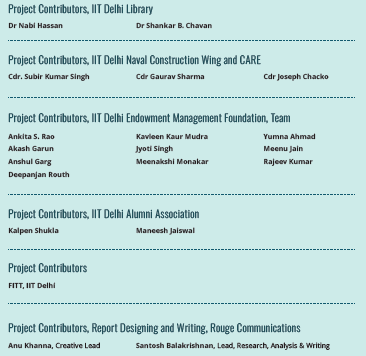 Project Contributors, IIT Delhi Library
Dr Nabi Hassan Dr Shankar B. Chavan
Project Contributors, IIT Delhi Naval Construction Wing and CARE
Cdr. Subir Kumar Singh Cdr Gaurav Sharma Cdr Joseph Chacko
Project Contributors, IIT Delhi Endowment Management Foundation, Team
Ankita S. Rao Kavleen Kaur Mudra Yumna Ahmad
Akash Garun Jyoti Singh Meenu Jain
Anshul Garg Meenakshi Monakar Rajeev Kumar
Deepanjan Routh
Project Contributors, IIT Delhi Alumni Association
Kalpen Shukla Maneesh Jaiswal
Project Contributors
FITT, IIT Delhi
Project Contributors, Report Designing and Writing, Rouge Communications
Anu Khanna, Creative Lead Santosh Balakrishnan, Lead, Research, Analysis & Writing